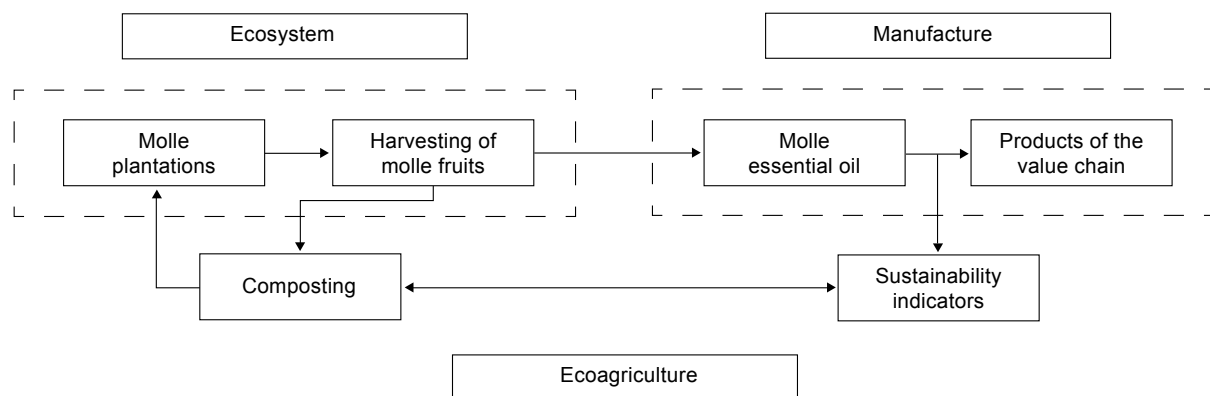 Ecosystem
Manufacture
Molle
plantations
Harvesting of
molle fruits
Molle
essential oil
Products of the
value chain
Composting
Sustainability
indicators
Ecoagriculture